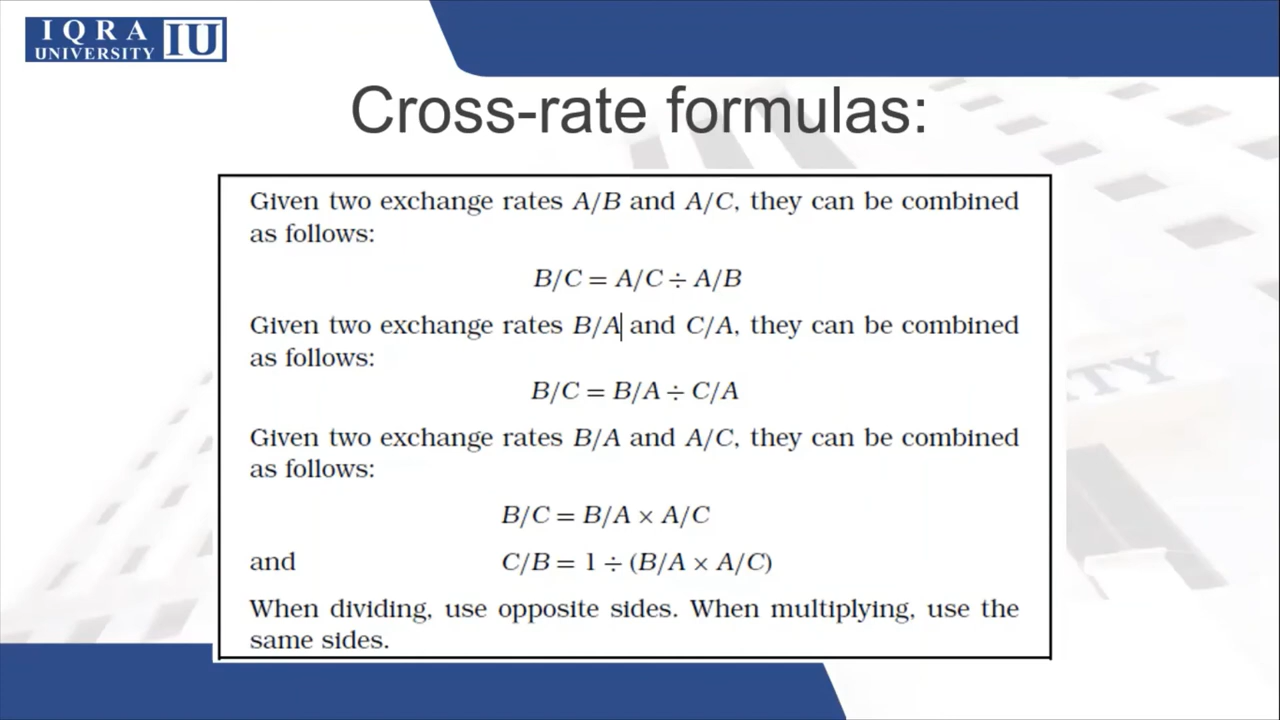 IQRA
UNIVERSITY IU
Cross-rate formulas:
Given two exchange rates A/B and A/C, they can be combined
as follows:
B/C = A/C ÷ A/B
Given two exchange rates B/A and C/A, they can be combined
as follows:
B/C = B/A ÷ C/A
Given two exchange rates B/A and A/C, they can be combined
as follows:
B/C = B/A × A/C
and C/B = 1 ÷ (B/A × A/C)
When dividing, use opposite sides. When multiplying, use the
same sides.